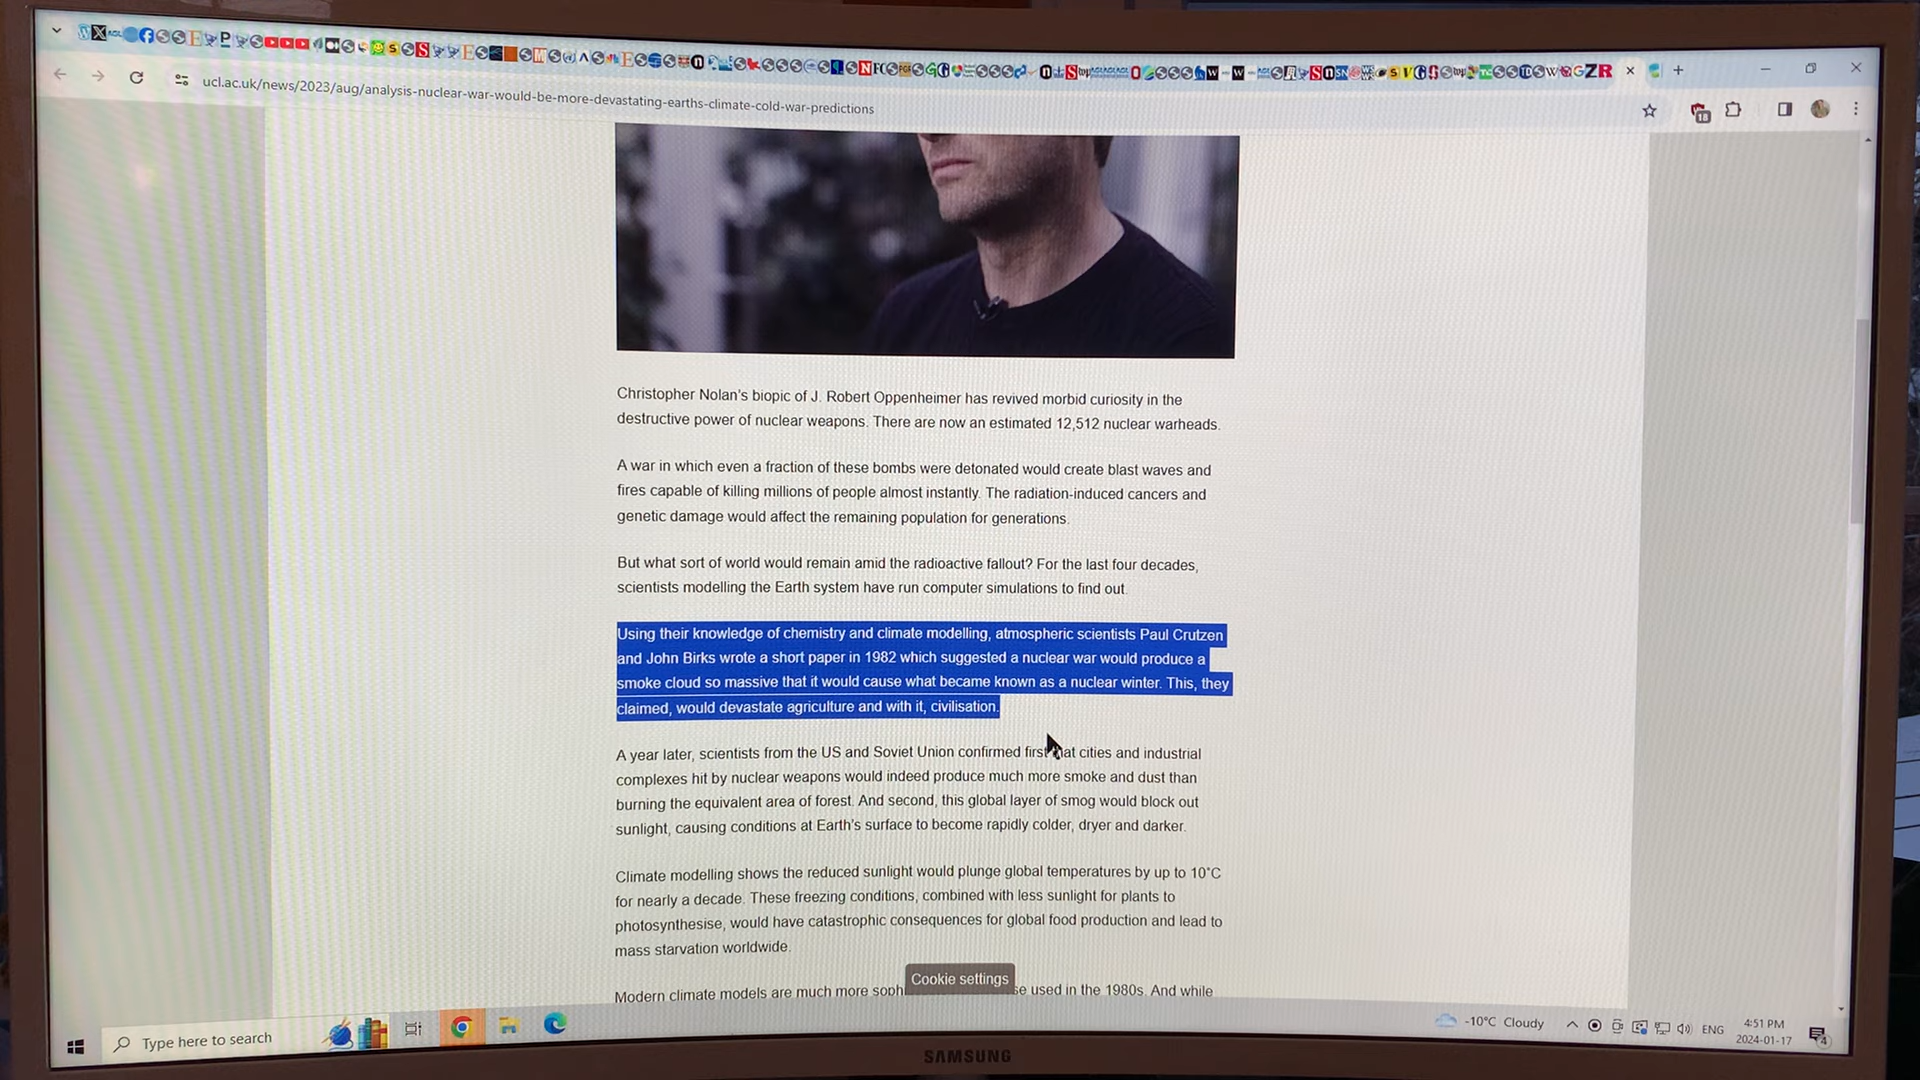 ucl.ac.uk/news/2023/aug/analysis-nuclear-war-would-be-more-devastating-earths-climate-cold-war-predictions
18
Christopher Nolan's biopic of J. Robert Oppenheimer has revived morbid curiosity in the
destructive power of nuclear weapons. There are now an estimated 12,512 nuclear warheads.
A war in which even a fraction of these bombs were detonated would create blast waves and
fires capable of killing millions of people almost instantly. The radiation-induced cancers and
genetic damage would affect the remaining population for generations.
But what sort of world would remain amid the radioactive fallout? For the last four decades,
scientists modelling the Earth system have run computer simulations to find out.
Using their knowledge of chemistry and climate modelling, atmospheric scientists Paul Crutzen
and John Birks wrote a short paper in 1982 which suggested a nuclear war would produce a
smoke cloud so massive that it would cause what became known as a nuclear winter. This, they
claimed, would devastate agriculture and with it, civilisation.
A year later, scientists from the US and Soviet Union confirmed first that cities and industrial
complexes hit by nuclear weapons would indeed produce much more smoke and dust than
burning the equivalent area of forest. And second, this global layer of smog would block out
sunlight, causing conditions at Earth's surface to become rapidly colder, dryer and darker.
Climate modelling shows the reduced sunlight would plunge global temperatures by up to 10°C
for nearly a decade. These freezing conditions, combined with less sunlight for plants to
photosynthesise, would have catastrophic consequences for global food production and lead to
mass starvation worldwide.
Cookie settings
Modern climate models are much more soph se used in the 1980s. And while
Type here to search
-10°C Cloudy
ENG
4:51 PM
2024-01-17
4
SAMSUNG